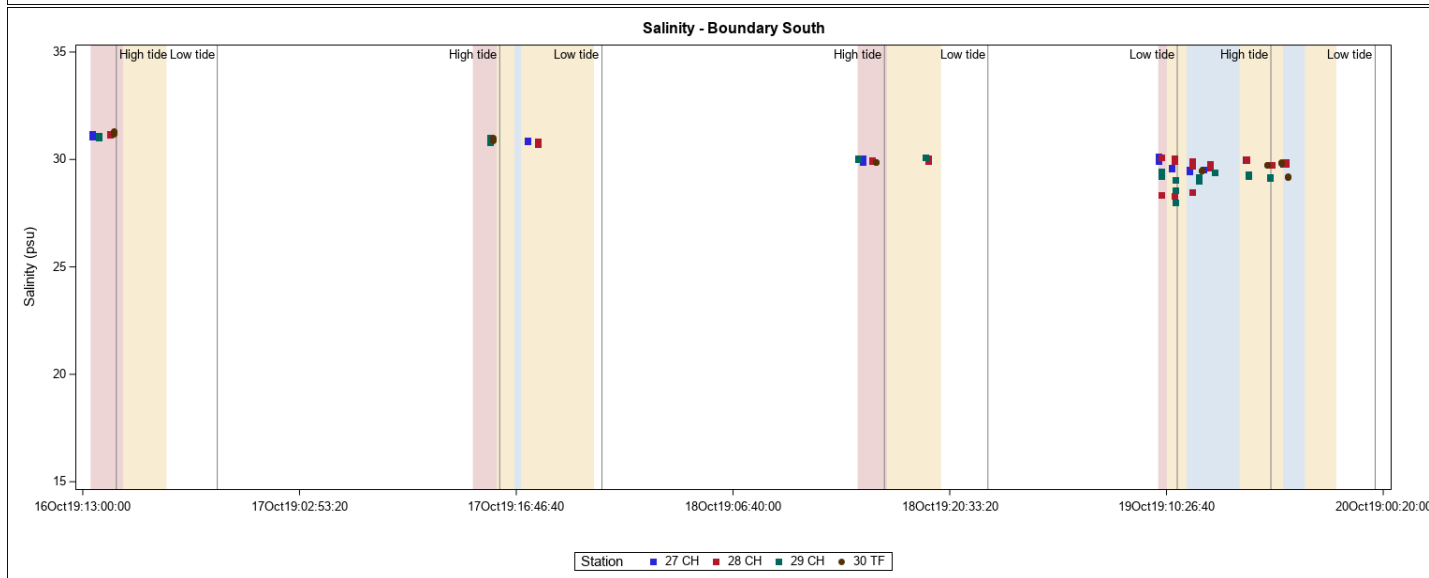 Salinity - Boundary South
High tide Low tide High tide Low tide High tide Low tide Low tide High tide Low tide
35
30
25
20
15
Salinity (psu)
16Oct19:13:00:00 17Oct19:02:53:20 17Oct19:16:46:40 18Oct19:06:40:00 18Oct19:20:33:20 19Oct19:10:26:40 20Oct19:00:20:00
Station 27 CH 28 CH 29 CH 30 TF